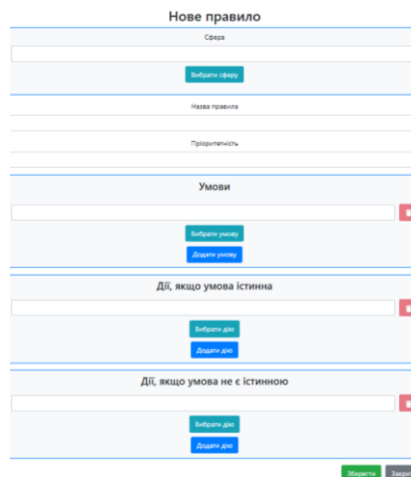 Нове правило
Сфера
Вибрати сферу
Назва правила
Пріоритетність
Умови
Вибрати умову
Додати умову
Дії, якщо умова істинна
Вибрати дію
Додати дію
Дії, якщо умова не є істинною
Вибрати дію
Додати дію
Зберегти Закри